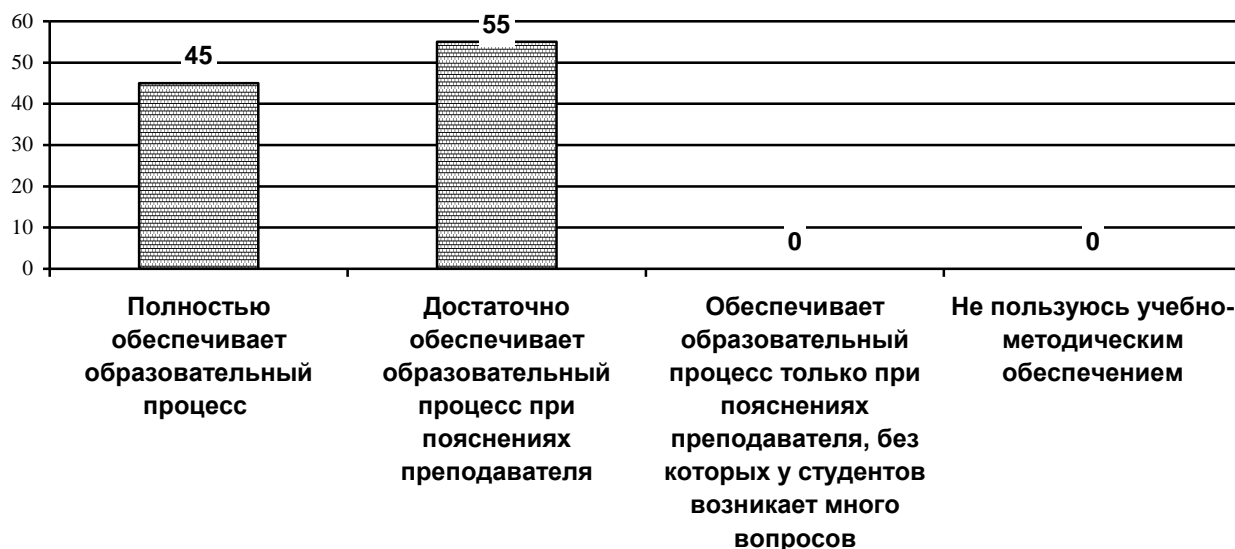 60
50
40
30
20
10
0
45
55
0
0
Полностью
обеспечивает
образовательный
процесс
Достаточно
обеспечивает
образовательный
процесс при
пояснениях
преподавателя
Обеспечивает
образовательный
процесс только при
пояснениях
преподавателя, без
которых у студентов
возникает много
вопросов
Не пользуюсь учебно-
методическим
обеспечением